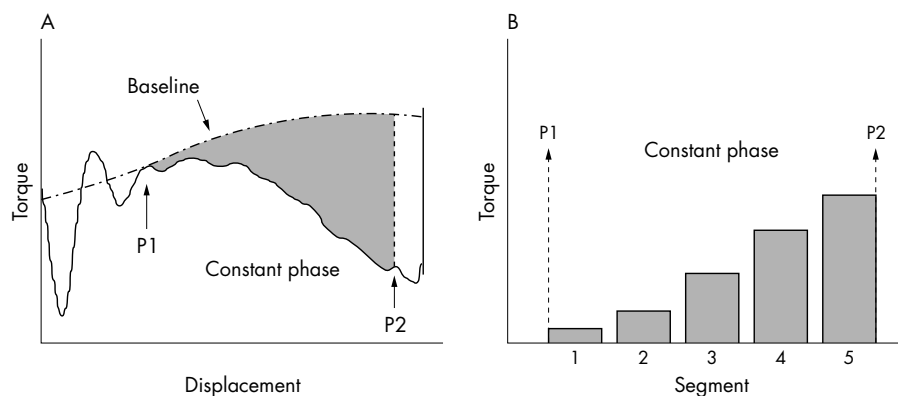 A
Baseline
Torque
P1
Constant phase
P2
Displacement
B
P1
P2
Constant phase
Torque
1 2 3 4 5
Segment